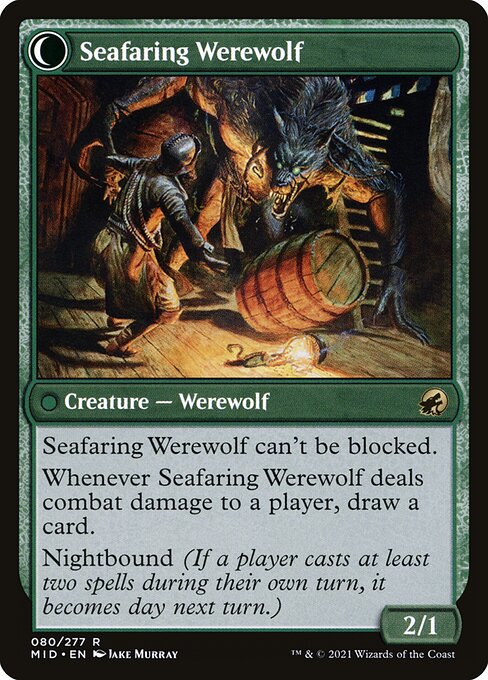 Seafaring Werewolf
Creature — Werewolf
Seafaring Werewolf can't be blocked.
Whenever Seafaring Werewolf deals
combat damage to a player, draw a
card.
Nightbound (If a player casts at least
two spells during their own turn, it
becomes day next turn.)
2/1
080/277 R
MID • EN Jake Murray
™ & © 2021 Wizards of the Coast